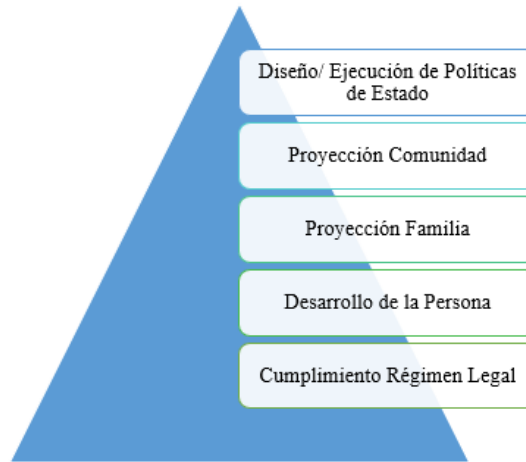 Diseño/ Ejecución de Políticas
de Estado
Proyección Comunidad
Proyección Familia
Desarrollo de la Persona
Cumplimiento Régimen Legal